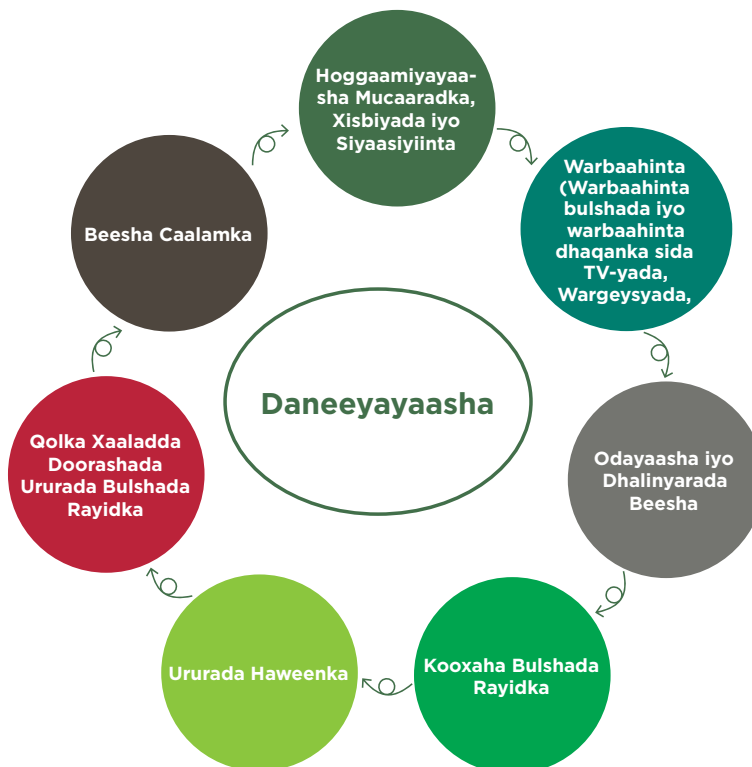 Hoggaamiyayaa-
sha Mucaaradka,
Xisbiyada iyo
Siyaasiyiinta
Warbaahinta
(Warbaahinta
bulshada iyo
warbaahinta
dhaqanka sida
TV-yada,
Wargeysyada,
Odayaasha iyo
Dhalinyarada
Beesha
Kooxaha Bulshada
Rayidka
Ururada Haweenka
Qolka Xaaladda
Doorashada
Ururada Bulshada
Rayidka
Beesha Caalamka
Daneeyayaasha